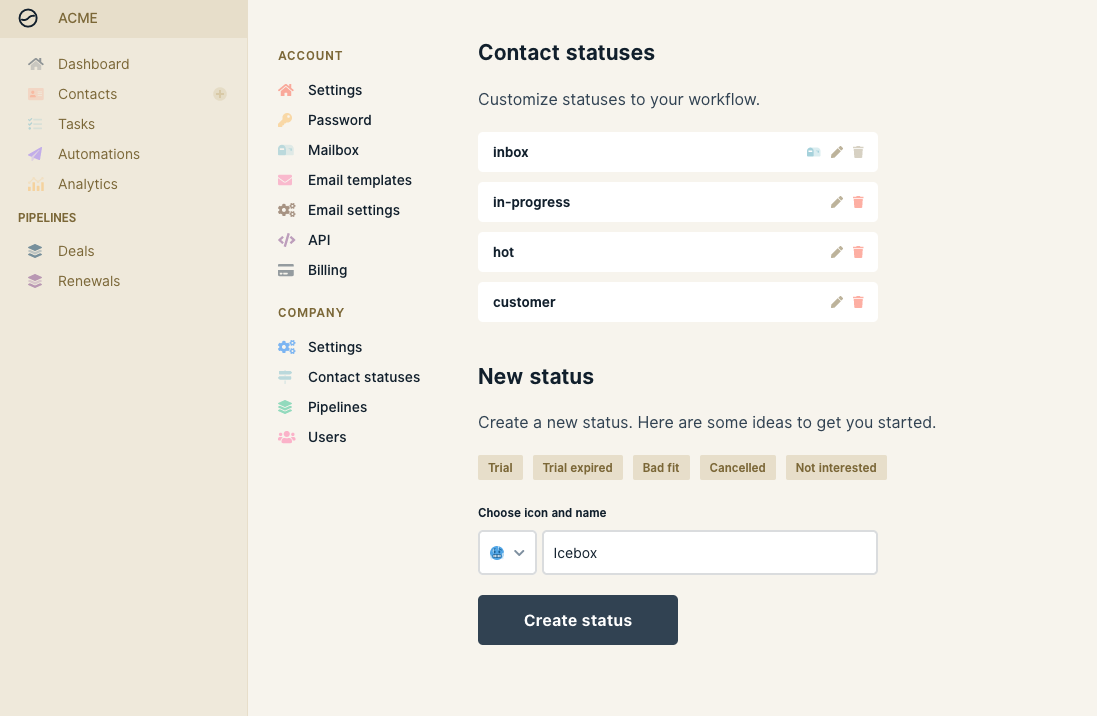 ACME
Dashboard
Contacts
Tasks
Automations
Analytics
PIPELINES
Deals
Renewals
ACCOUNT
Settings
Password
Mailbox
Email templates
Email settings
API
Billing
COMPANY
Settings
Contact statuses
Pipelines
Users
Contact statuses
Customize statuses to your workflow.
inbox
in-progress
hot
customer
New status
Create a new status. Here are some ideas to get you started.
Trial Trial expired Bad fit Cancelled Not interested
Choose icon and name
Icebox
Create status